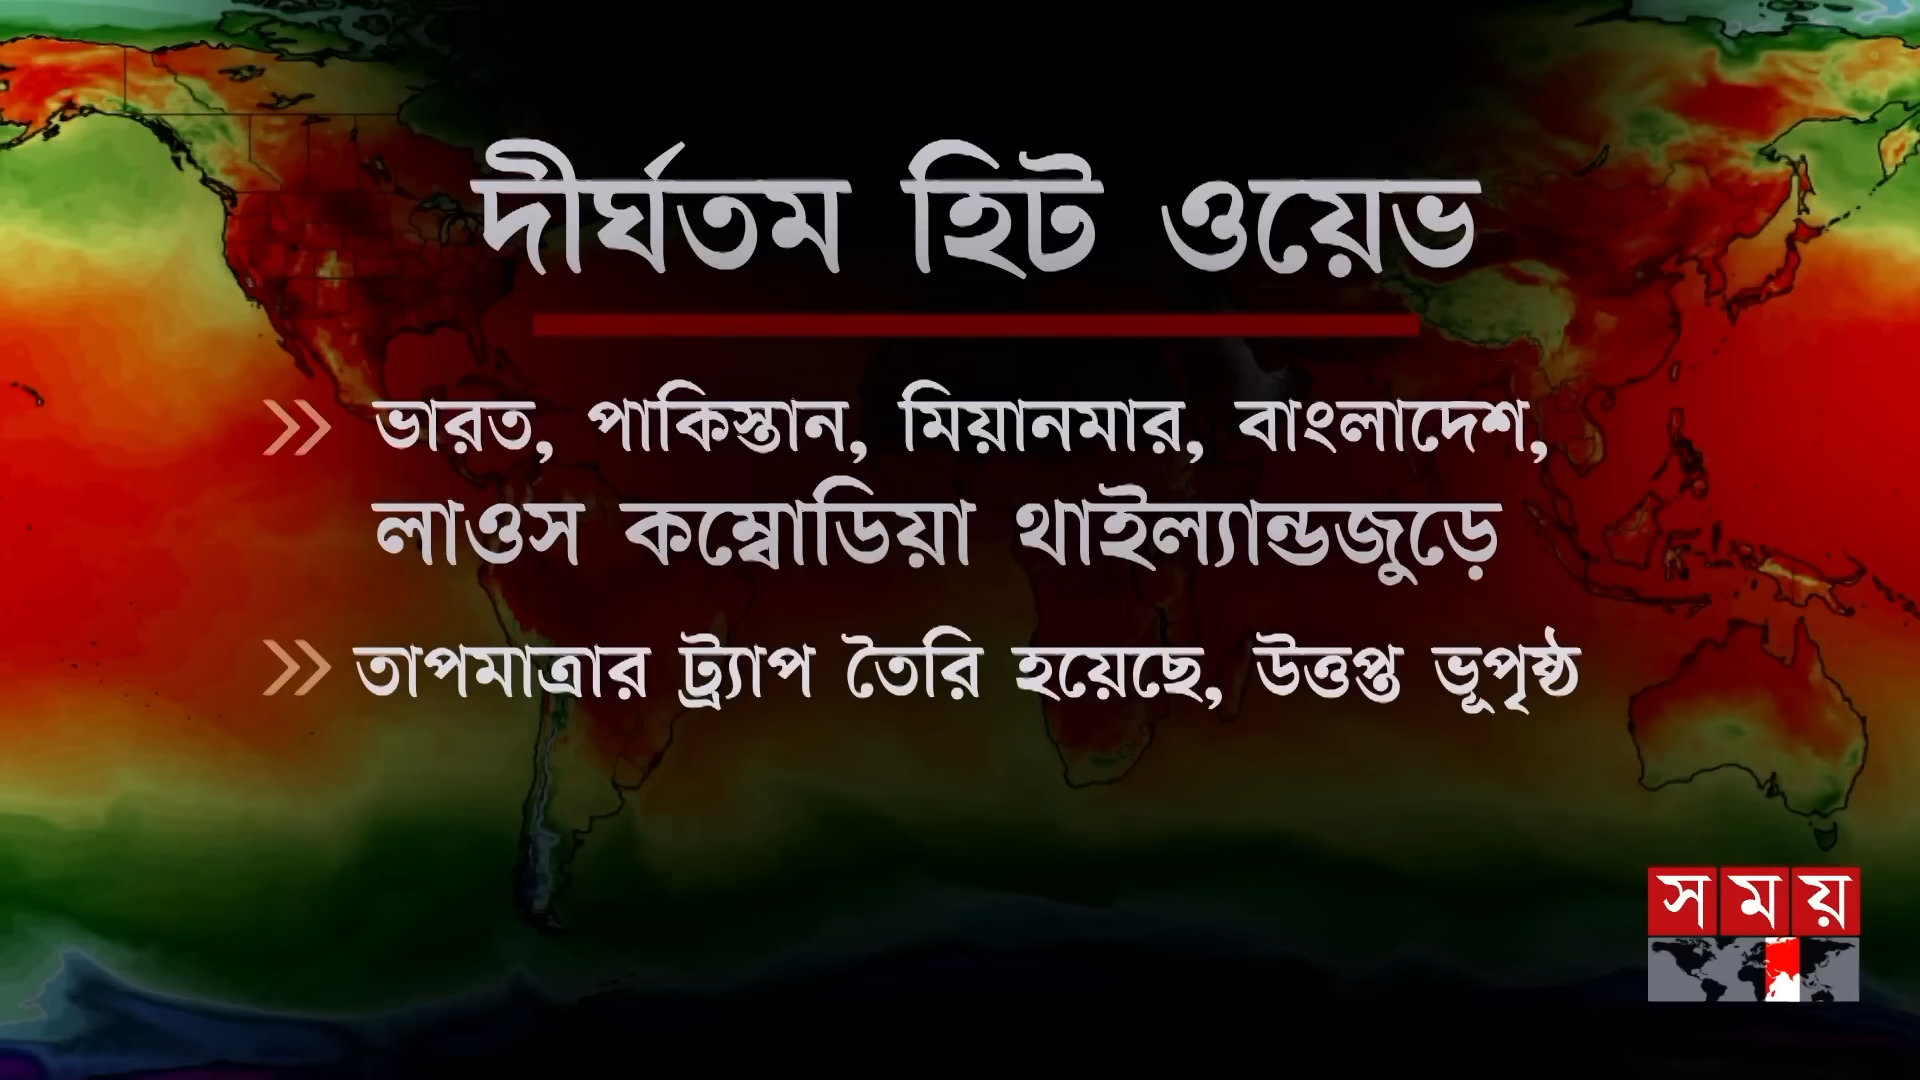 দীর্ঘতম হিট ওয়েভ
ভারত, পাকিস্তান, মিয়ানমার, বাংলাদেশ,
লাওস কম্বোডিয়া থাইল্যান্ডজুড়ে
তাপমাত্রার ট্র্যাপ তৈরি হয়েছে, উত্তপ্ত ভূপৃষ্ঠ
সময়